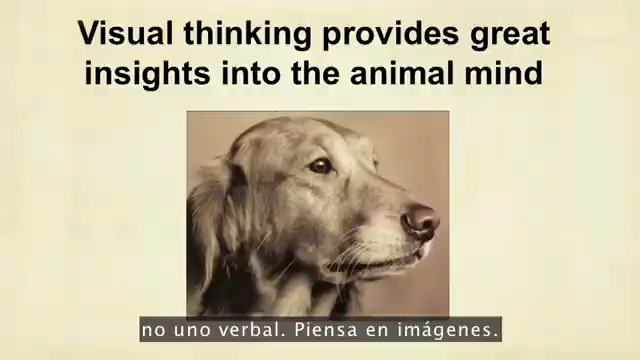 Visual thinking provides great
insights into the animal mind
no uno verbal. Piensa en imágenes.